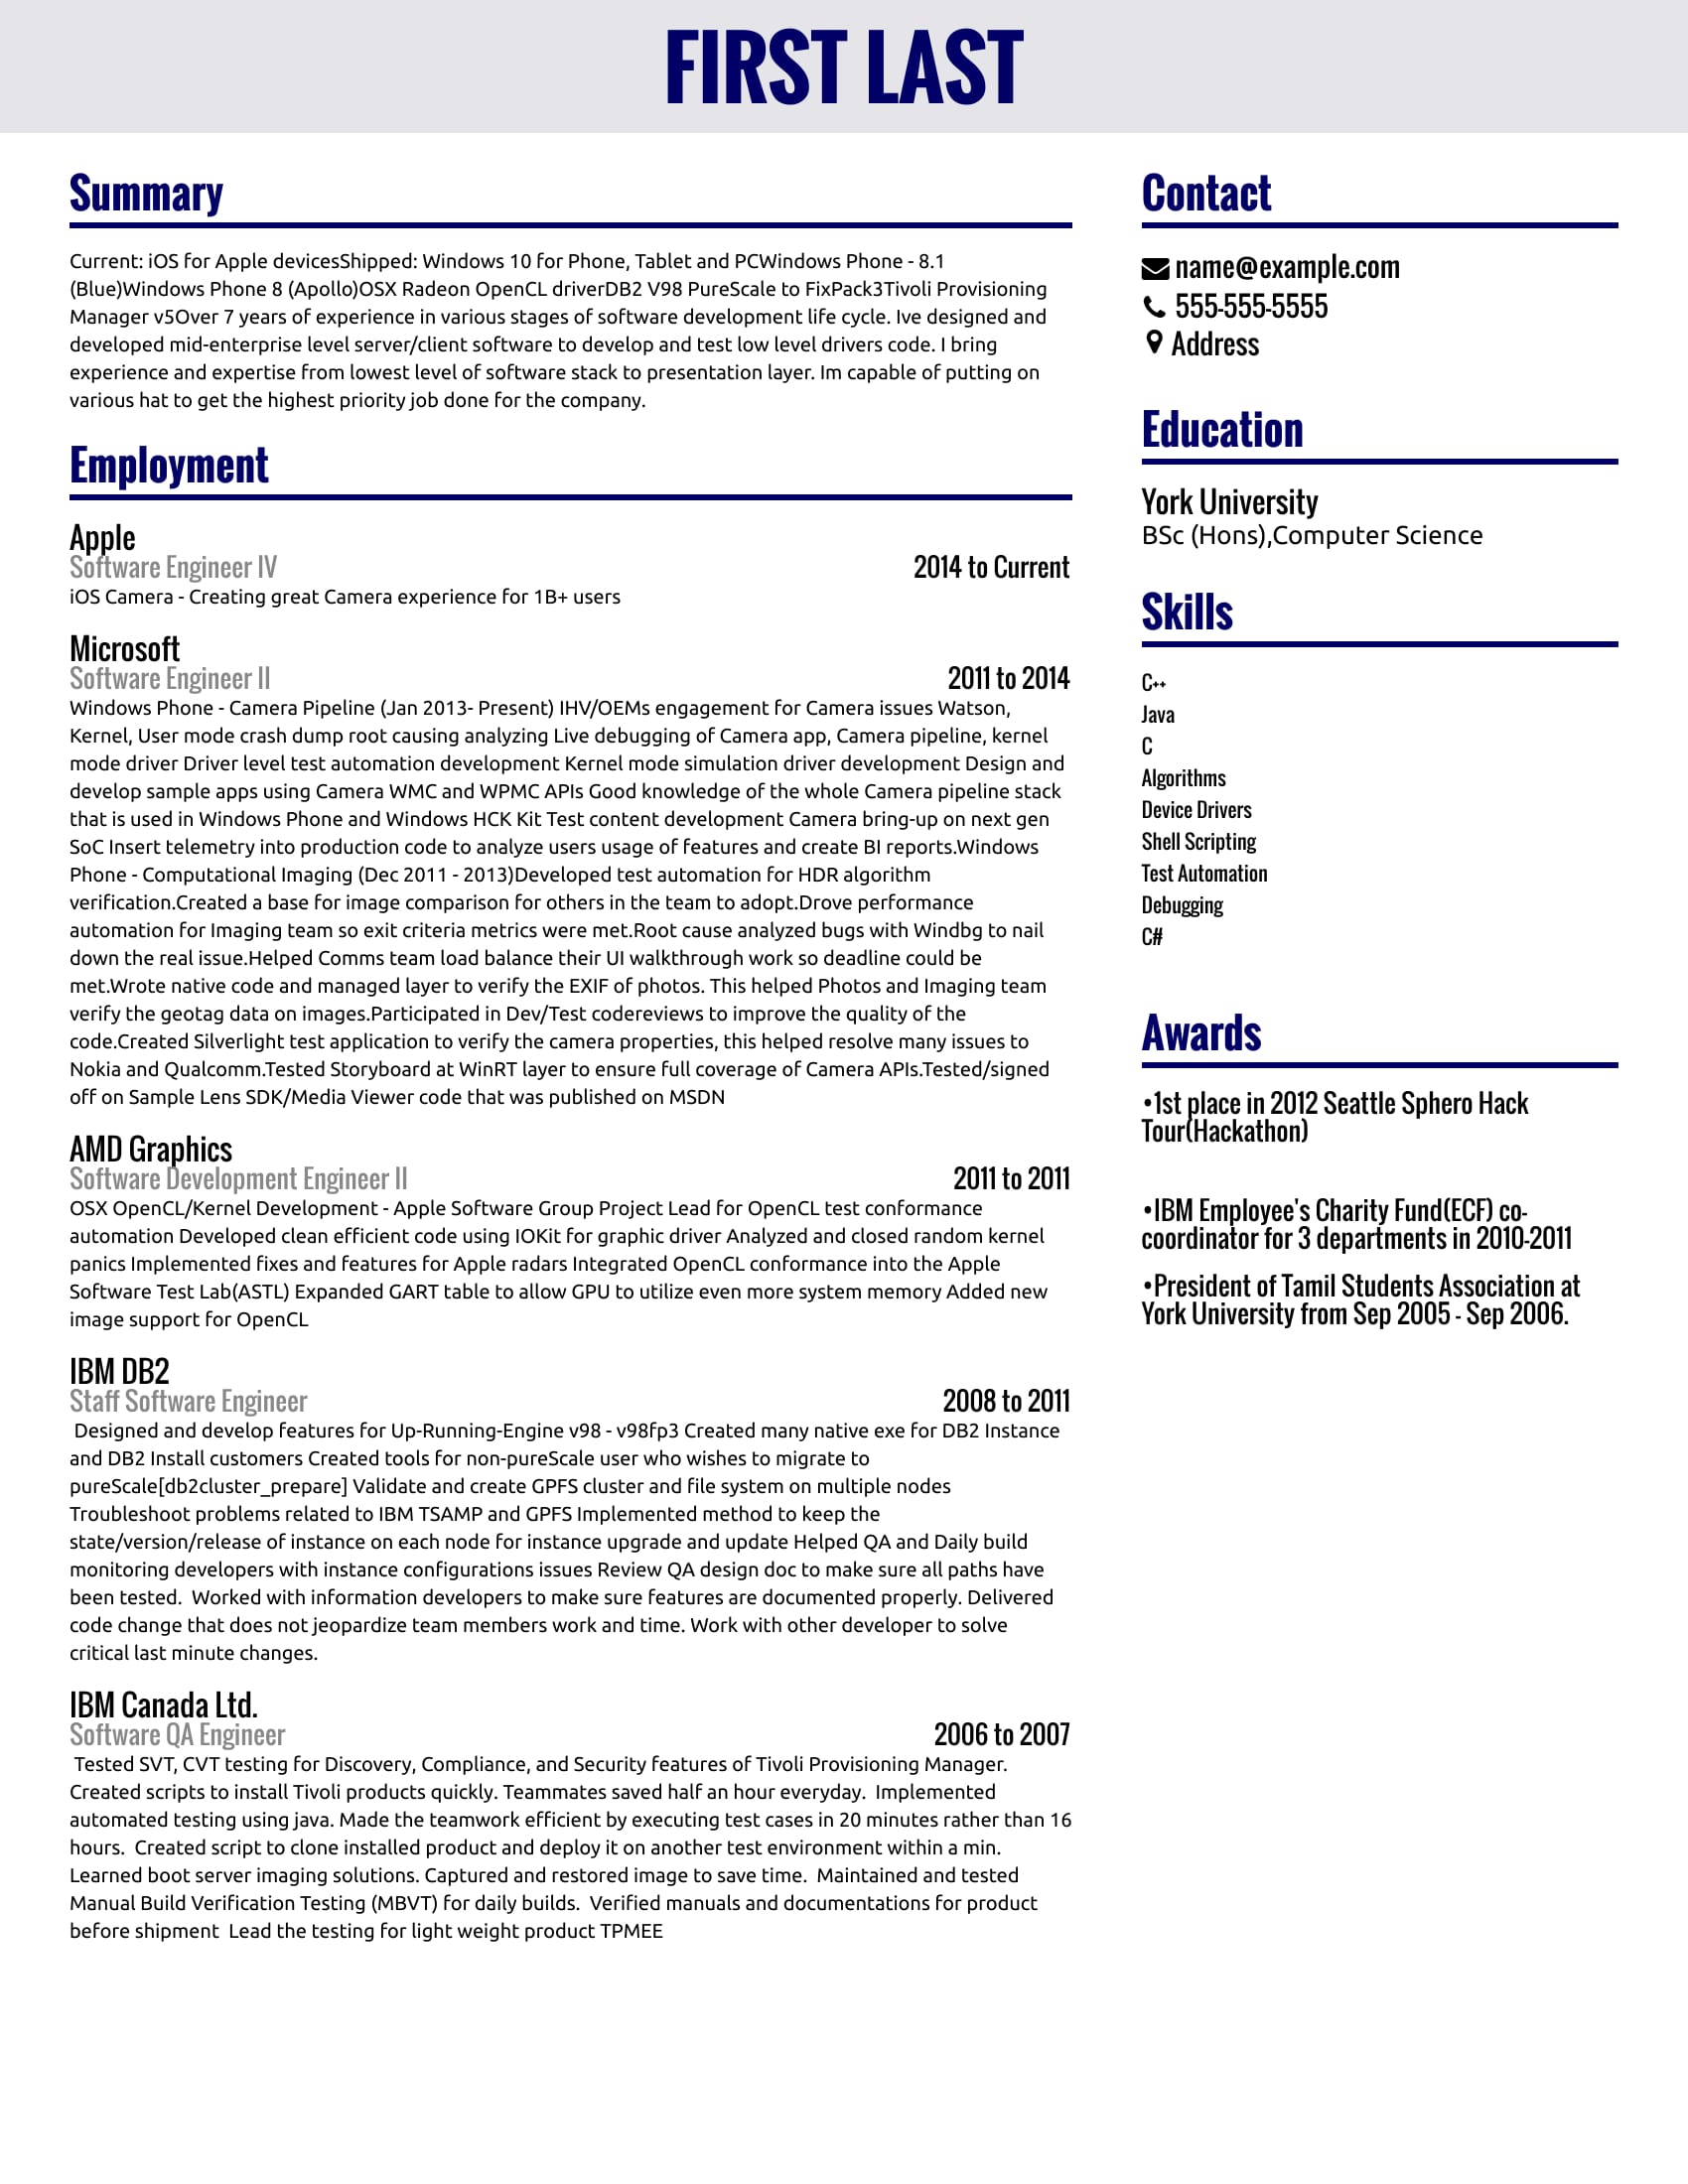 FIRST LAST
Summary
Current: iOS for Apple devicesShipped: Windows 10 for Phone, Tablet and PCWindows Phone - 8.1
(Blue)Windows Phone 8 (Apollo)OSX Radeon OpenCL driverDB2 V98 PureScale to FixPack3Tivoli Provisioning
Manager v5Over 7 years of experience in various stages of software development life cycle. Ive designed and
developed mid-enterprise level server/client software to develop and test low level drivers code. I bring
experience and expertise from lowest level of software stack to presentation layer. Im capable of putting on
various hat to get the highest priority job done for the company.
Employment
Apple
Software Engineer IV 2014 to Current
iOS Camera - Creating great Camera experience for 1B+ users
Microsoft
Software Engineer II 2011 to 2014
Windows Phone - Camera Pipeline (Jan 2013- Present) IHV/OEMs engagement for Camera issues Watson,
Kernel, User mode crash dump root causing analyzing Live debugging of Camera app, Camera pipeline, kernel
mode driver Driver level test automation development Kernel mode simulation driver development Design and
develop sample apps using Camera WMC and WPMC APIs Good knowledge of the whole Camera pipeline stack
that is used in Windows Phone and Windows HCK Kit Test content development Camera bring-up on next gen
SoC Insert telemetry into production code to analyze users usage of features and create BI reports.Windows
Phone - Computational Imaging (Dec 2011 - 2013)Developed test automation for HDR algorithm
verification.Created a base for image comparison for others in the team to adopt.Drove performance
automation for Imaging team so exit criteria metrics were met.Root cause analyzed bugs with Windbg to nail
down the real issue.Helped Comms team load balance their UI walkthrough work so deadline could be
met.Wrote native code and managed layer to verify the EXIF of photos. This helped Photos and Imaging team
verify the geotag data on images.Participated in Dev/Test codereviews to improve the quality of the
code.Created Silverlight test application to verify the camera properties, this helped resolve many issues to
Nokia and Qualcomm.Tested Storyboard at WinRT layer to ensure full coverage of Camera APIs.Tested/signed
off on Sample Lens SDK/Media Viewer code that was published on MSDN
AMD Graphics
Software Development Engineer II 2011 to 2011
OSX OpenCL/Kernel Development - Apple Software Group Project Lead for OpenCL test conformance
automation Developed clean efficient code using IOKit for graphic driver Analyzed and closed random kernel
panics Implemented fixes and features for Apple radars Integrated OpenCL conformance into the Apple
Software Test Lab(ASTL) Expanded GART table to allow GPU to utilize even more system memory Added new
image support for OpenCL
IBM DB2
Staff Software Engineer 2008 to 2011
Designed and develop features for Up-Running-Engine v98 - v98fp3 Created many native exe for DB2 Instance
and DB2 Install customers Created tools for non-pureScale user who wishes to migrate to
pureScale[db2cluster_prepare] Validate and create GPFS cluster and file system on multiple nodes
Troubleshoot problems related to IBM TSAMP and GPFS Implemented method to keep the
state/version/release of instance on each node for instance upgrade and update Helped QA and Daily build
monitoring developers with instance configurations issues Review QA design doc to make sure all paths have
been tested.  Worked with information developers to make sure features are documented properly. Delivered
code change that does not jeopardize team members work and time. Work with other developer to solve
critical last minute changes.
IBM Canada Ltd.
Software QA Engineer 2006 to 2007
Tested SVT, CVT testing for Discovery, Compliance, and Security features of Tivoli Provisioning Manager.
Created scripts to install Tivoli products quickly. Teammates saved half an hour everyday.  Implemented
automated testing using java. Made the teamwork efficient by executing test cases in 20 minutes rather than 16
hours.  Created script to clone installed product and deploy it on another test environment within a min.
Learned boot server imaging solutions. Captured and restored image to save time.  Maintained and tested
Manual Build Verification Testing (MBVT) for daily builds.  Verified manuals and documentations for product
before shipment  Lead the testing for light weight product TPMEE
Contact
name@example.com
555-555-5555
Address
Education
York University
BSc (Hons),Computer Science
Skills
C++
Java
C
Algorithms
Device Drivers
Shell Scripting
Test Automation
Debugging
C#
Awards
•1st place in 2012 Seattle Sphero Hack
Tour(Hackathon)
•IBM Employee's Charity Fund(ECF) co-
coordinator for 3 departments in 2010-2011
•President of Tamil Students Association at
York University from Sep 2005 - Sep 2006.